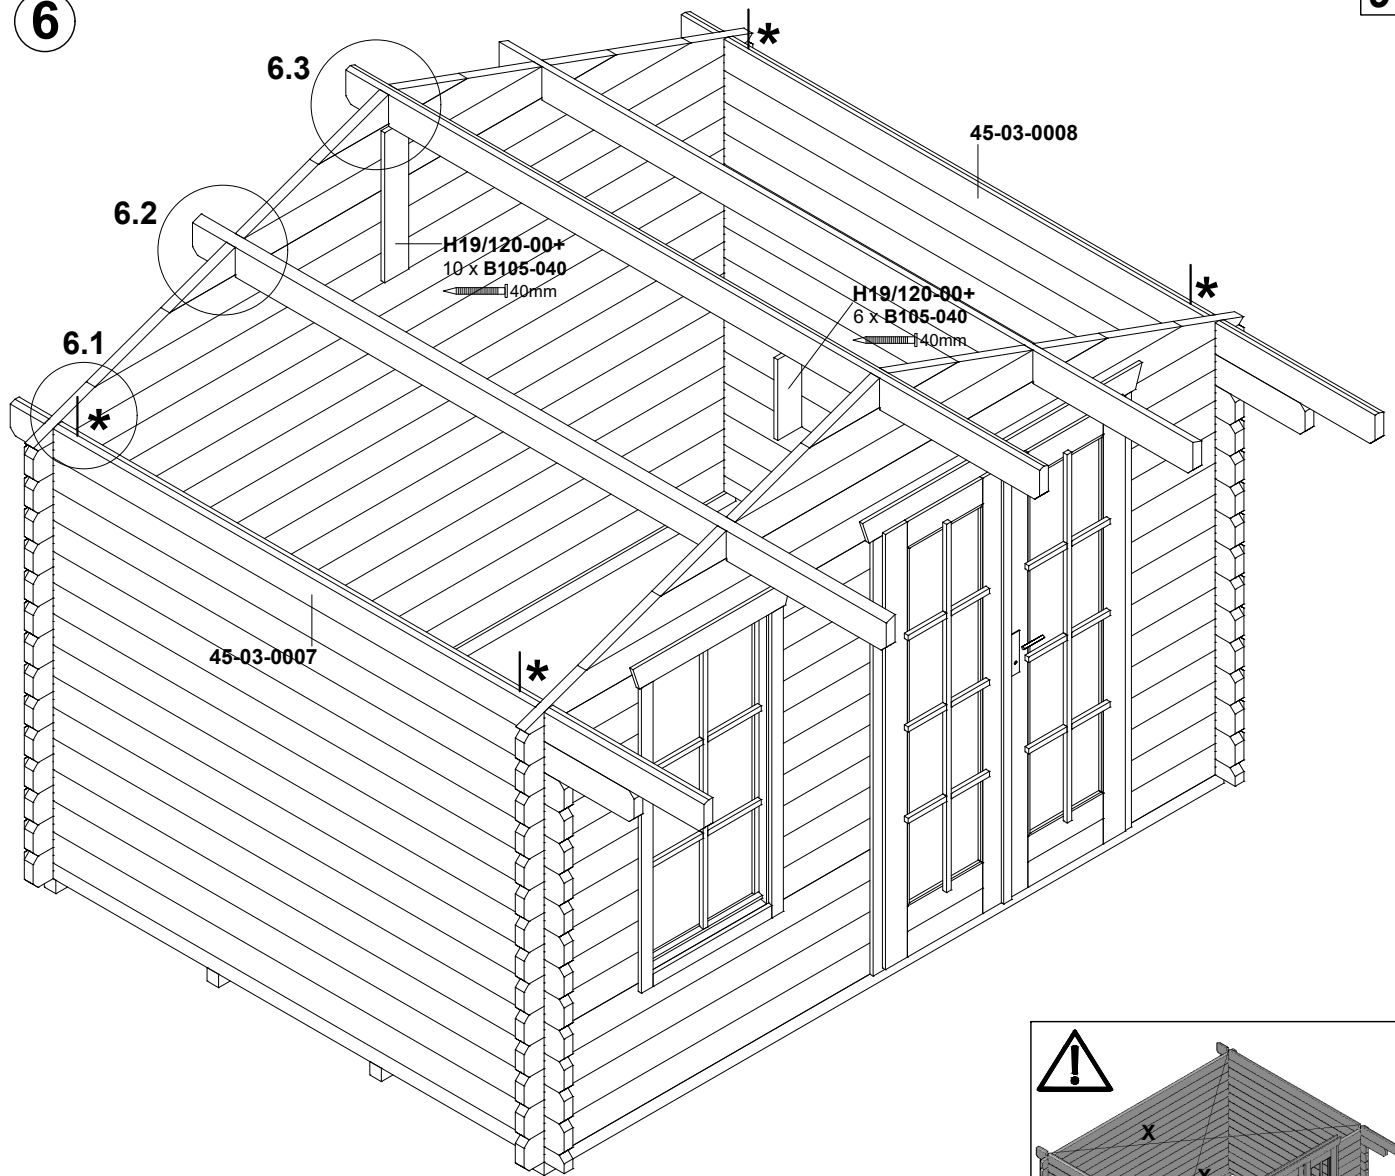 6
6.3
*
45-03-0008
6.2
H19/120-00+
10 x B105-040
40mm
H19/120-00+
6 x B105-040
40mm
*
6.1
*
45-03-0007
*
X
X